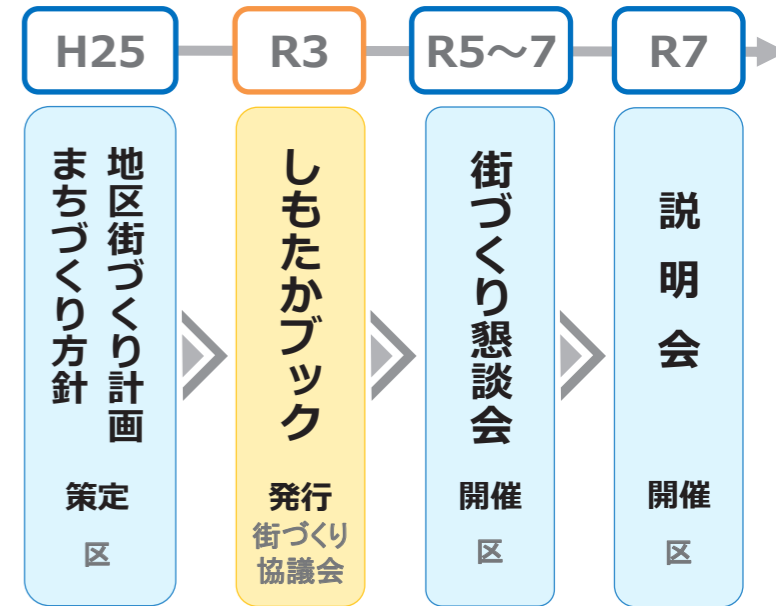 H25
R3
R5～7
R7
地区街づくり計画
まちづくり方針
策定
区
しもたかブック
発行
街づくり
協議会
街づくり懇談会
開催
区
説明会
開催
区